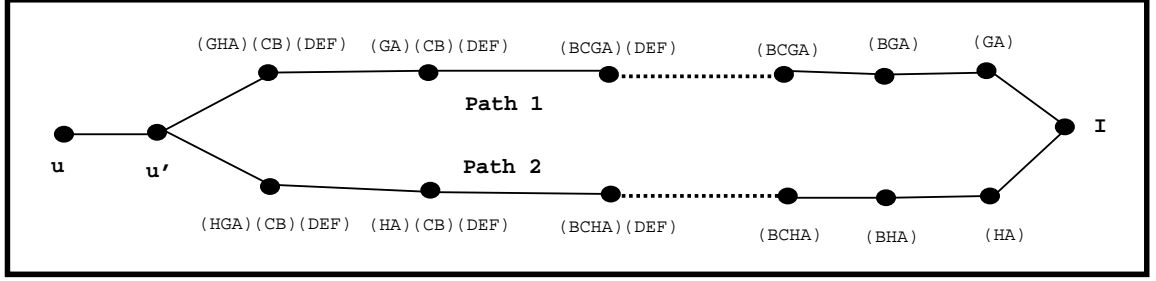 (GHA)(CB)(DEF) (GA)(CB)(DEF) (BCGA)(DEF) (BCGA) (BGA) (GA)
Path 1
I
u u’
Path 2
(HGA)(CB)(DEF) (HA)(CB)(DEF) (BCHA)(DEF) (BCHA) (BHA) (HA)